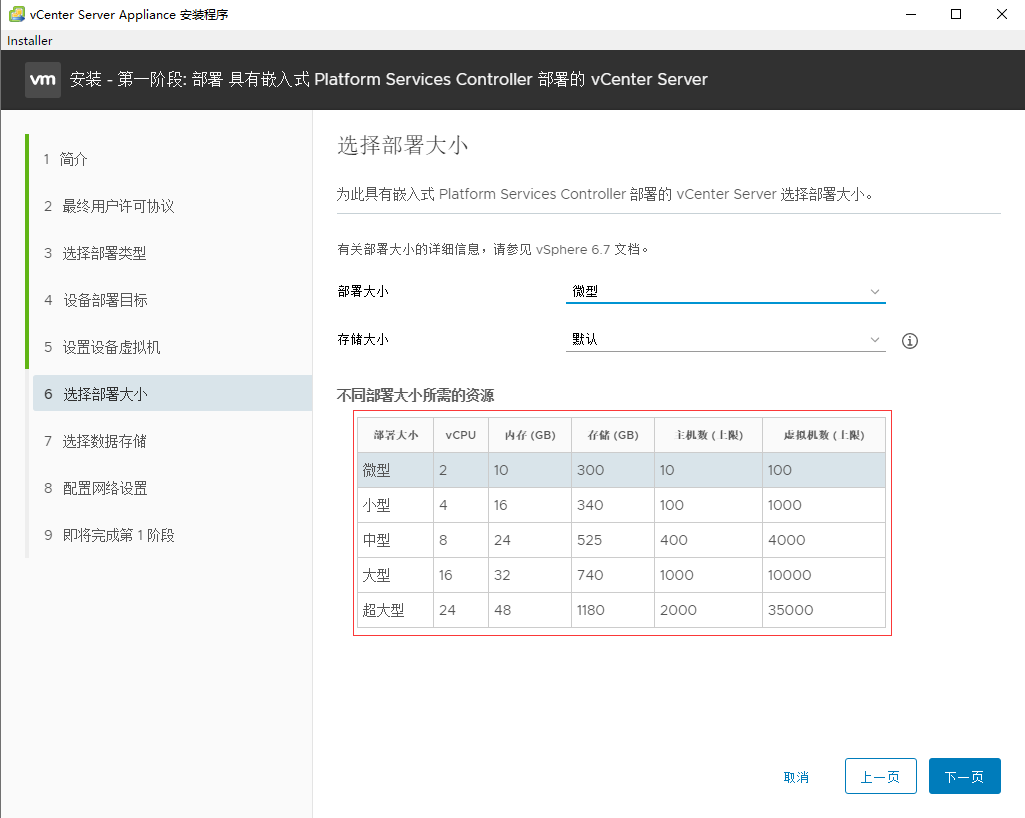 vCenter Server Appliance 安装程序
Installer
vm 安装 - 第一阶段: 部署 具有嵌入式 Platform Services Controller 部署的 vCenter Server
1 简介
2 最终用户许可协议
3 选择部署类型
4 设备部署目标
5 设置设备虚拟机
6 选择部署大小
7 选择数据存储
8 配置网络设置
9 即将完成第 1 阶段
选择部署大小
为此具有嵌入式 Platform Services Controller 部署的 vCenter Server 选择部署大小。
有关部署大小的详细信息，请参见 vSphere 6.7 文档。
部署大小 微型
存储大小 默认
不同部署大小所需的资源
部署大小 vCPU 内存 (GB) 存储 (GB) 主机数 (上限) 虚拟机数 (上限)
微型 2 10 300 10 100
小型 4 16 340 100 1000
中型 8 24 525 400 4000
大型 16 32 740 1000 10000
超大型 24 48 1180 2000 35000
取消 上一页 下一页